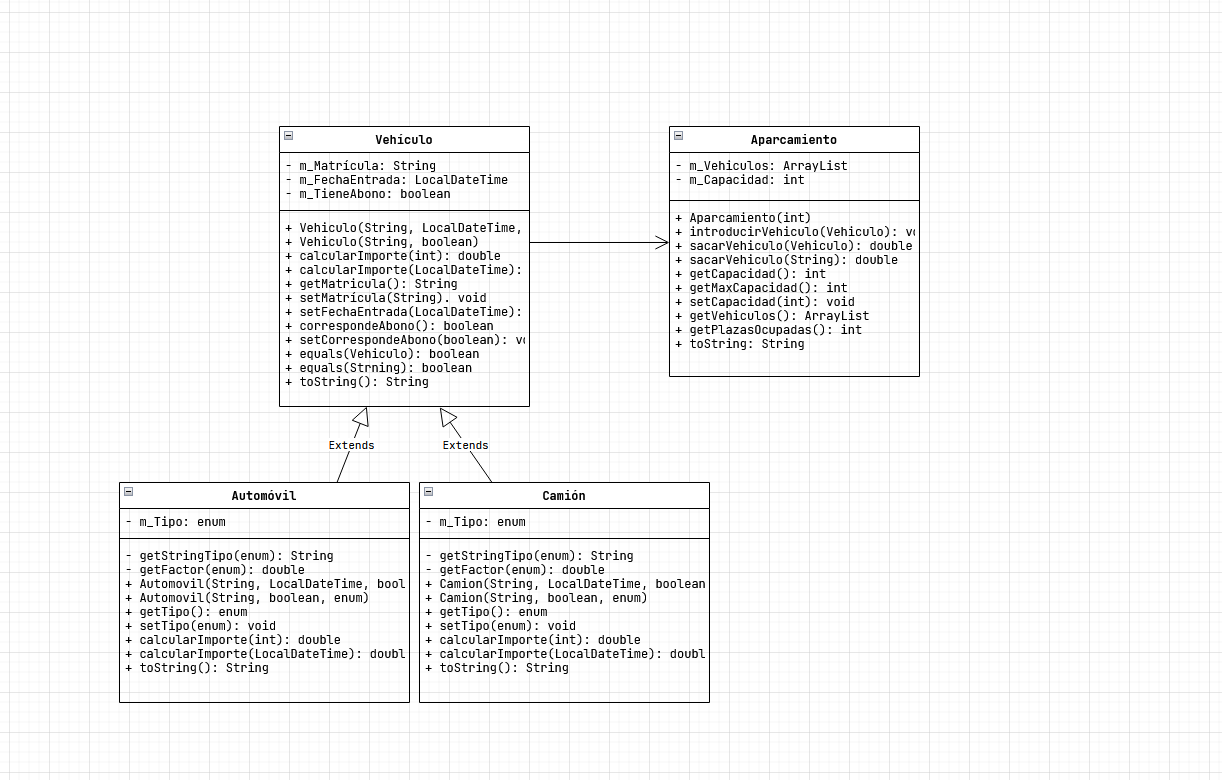 Vehículo
- m_Matrícula: String
- m_FechaEntrada: LocalDateTime
- m_TieneAbono: boolean
+ Vehiculo(String, LocalDateTime,
+ Vehiculo(String, boolean)
+ calcularImporte(int): double
+ calcularImporte(LocalDateTime):
+ getMatricula(): String
+ setMatrícula(String). void
+ setFechaEntrada(LocalDateTime):
+ correspondeAbono(): boolean
+ setCorrespondeAbono(boolean): vo
+ equals(Vehiculo): boolean
+ equals(Strning): boolean
+ toString(): String
Aparcamiento
- m_Vehiculos: ArrayList
- m_Capacidad: int
+ Aparcamiento(int)
+ introducirVehiculo(Vehiculo): vo
+ sacarVehiculo(Vehiculo): double
+ sacarVehiculo(String): double
+ getCapacidad(): int
+ getMaxCapacidad(): int
+ setCapacidad(int): void
+ getVehiculos(): ArrayList
+ getPlazasOcupadas(): int
+ toString: String
Extends
Extends
Automóvil
- m_Tipo: enum
- getStringTipo(enum): String
- getFactor(enum): double
+ Automovil(String, LocalDateTime, bool
+ Automovil(String, boolean, enum)
+ getTipo(): enum
+ setTipo(enum): void
+ calcularImporte(int): double
+ calcularImporte(LocalDateTime): doubl
+ toString(): String
Camión
- m_Tipo: enum
- getStringTipo(enum): String
- getFactor(enum): double
+ Camion(String, LocalDateTime, boolean
+ Camion(String, boolean, enum)
+ getTipo(): enum
+ setTipo(enum): void
+ calcularImporte(int): double
+ calcularImporte(LocalDateTime): doubl
+ toString(): String